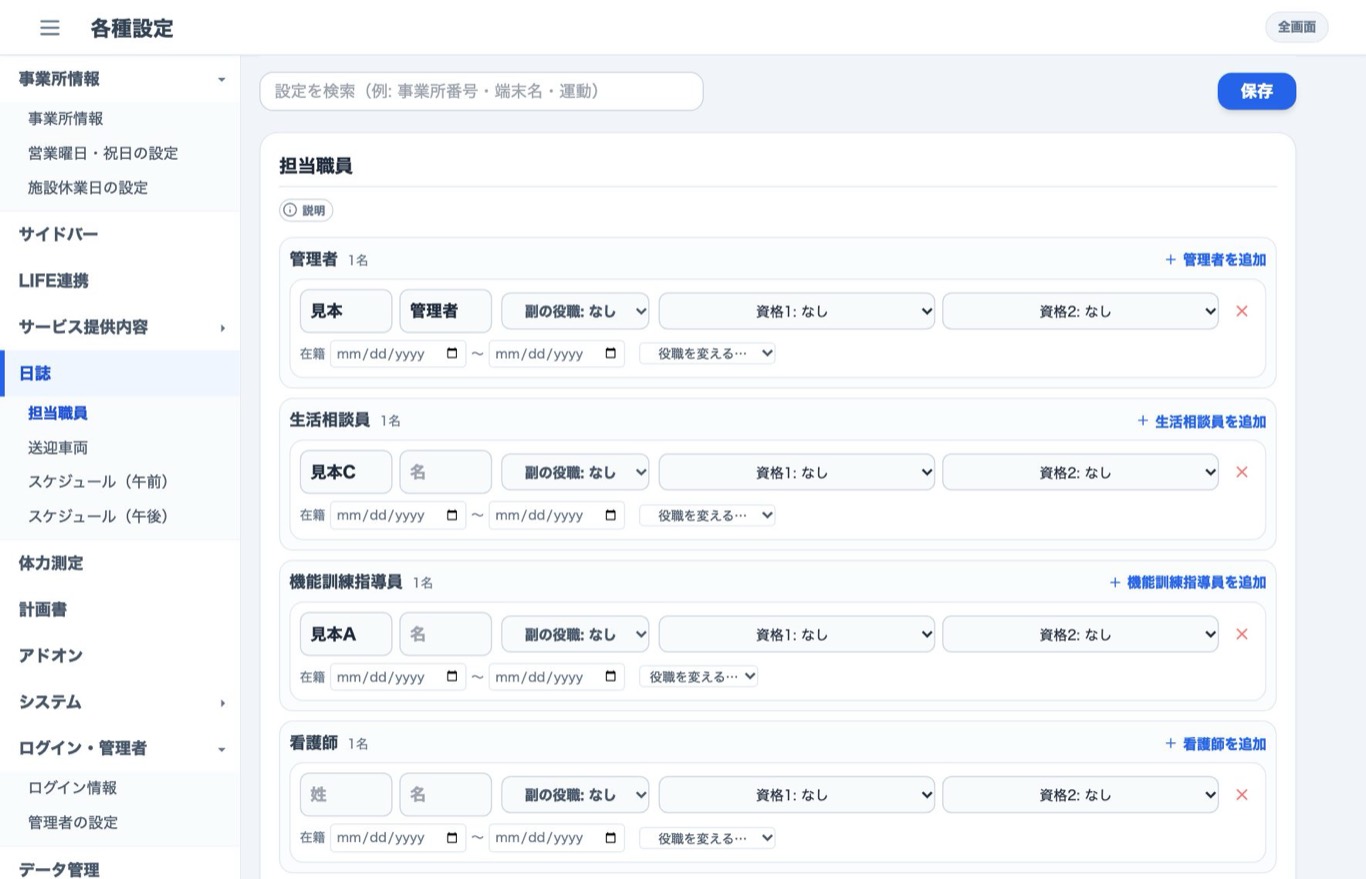 各種設定
全画面
事業所情報
事業所情報
営業曜日・祝日の設定
施設休業日の設定
サイドバー
LIFE連携
サービス提供内容
日誌
担当職員
送迎車両
スケジュール（午前）
スケジュール（午後）
体力測定
計画書
アドオン
システム
ログイン・管理者
ログイン情報
管理者の設定
データ管理
設定を検索（例: 事業所番号・端末名・運動）
保存
担当職員
説明
管理者 1名 + 管理者を追加
見本 管理者 副の役職: なし 資格1: なし 資格2: なし ×
在籍 mm/dd/yyyy 〜 mm/dd/yyyy 役職を変える…
生活相談員 1名 + 生活相談員を追加
見本C 名 副の役職: なし 資格1: なし 資格2: なし ×
在籍 mm/dd/yyyy 〜 mm/dd/yyyy 役職を変える…
機能訓練指導員 1名 + 機能訓練指導員を追加
見本A 名 副の役職: なし 資格1: なし 資格2: なし ×
在籍 mm/dd/yyyy 〜 mm/dd/yyyy 役職を変える…
看護師 1名 + 看護師を追加
姓 名 副の役職: なし 資格1: なし 資格2: なし ×
在籍 mm/dd/yyyy 〜 mm/dd/yyyy 役職を変える…